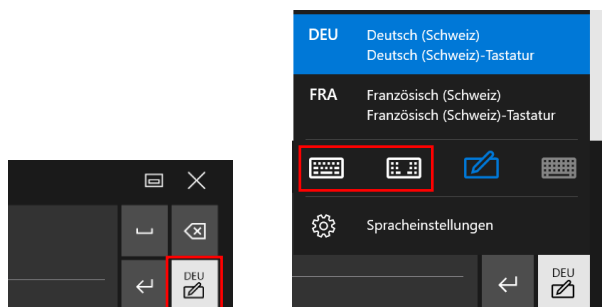 DEU
DEU Deutsch (Schweiz)
Deutsch (Schweiz)-Tastatur
FRA Französisch (Schweiz)
Französisch (Schweiz)-Tastatur
Spracheinstellungen
DEU